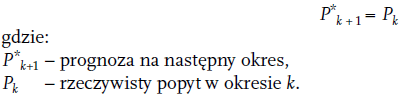 P*k + 1 = Pk
gdzie:
P*k+1 – prognoza na następny okres,
Pk – rzeczywisty popyt w okresie k.